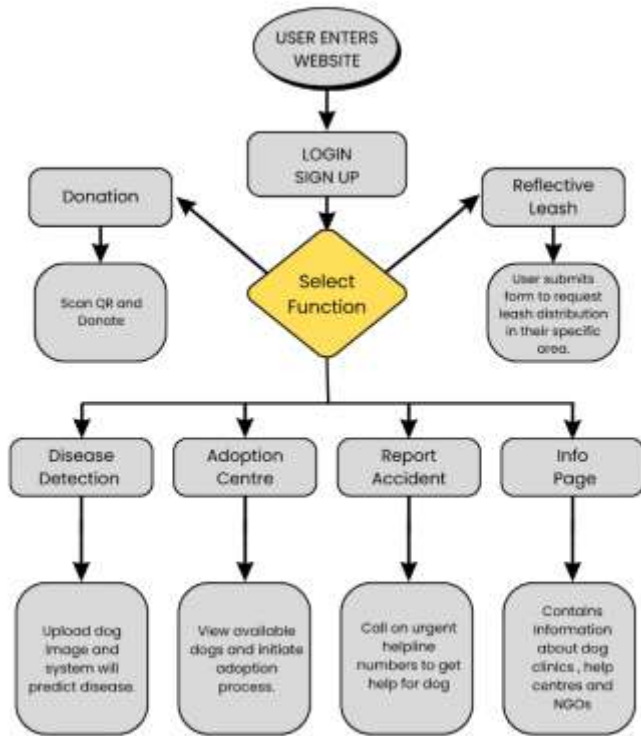 USER ENTERS
WEBSITE
LOGIN
SIGN UP
Donation
Reflective
Leash
Select
Function
Scan QR and
Donate
User submits
form to request
leash distribution
in their specific
area.
Disease
Detection
Adoption
Centre
Report
Accident
Info
Page
Upload dog
image and
system will
predict disease.
View available
dogs and initiate
adoption
process.
Call on urgent
helpline
numbers to get
help for dog
Contains
information
about dog
clinics , help
centres and
NGOs